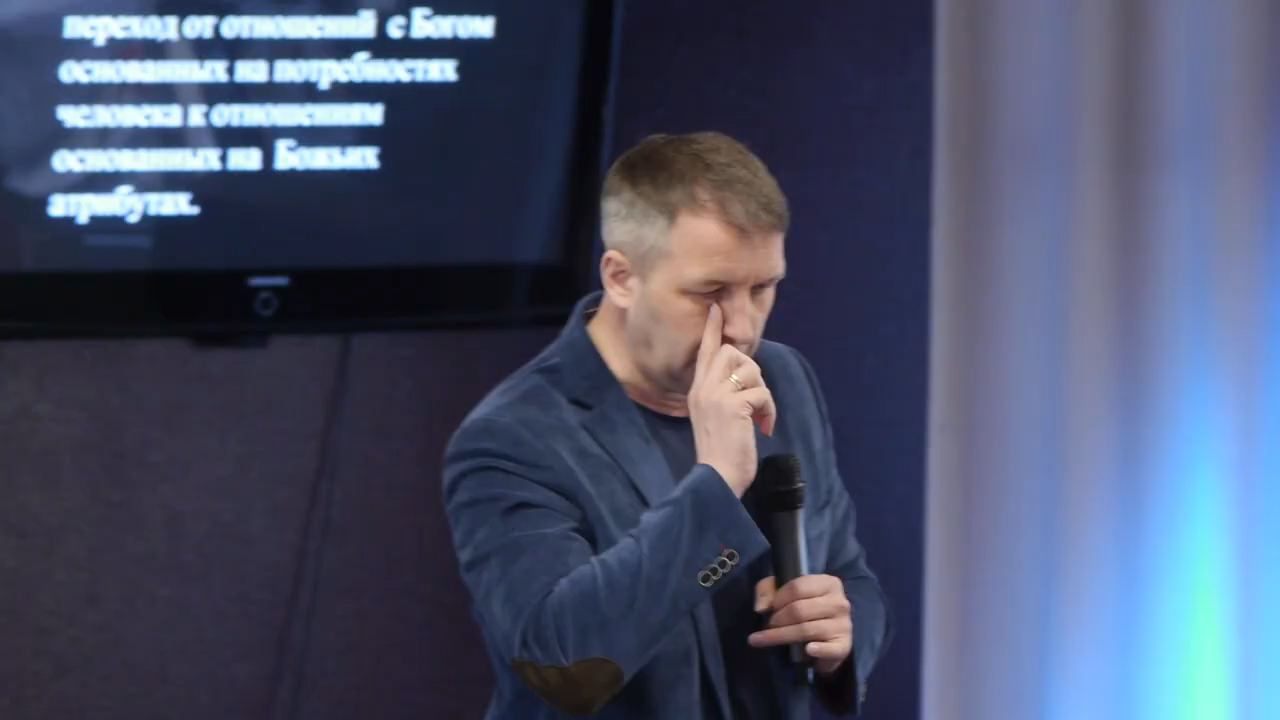 переход от отношений с Богом
основанных на потребностях
человека к отношениям
основанных на Божьих
атрибутах.